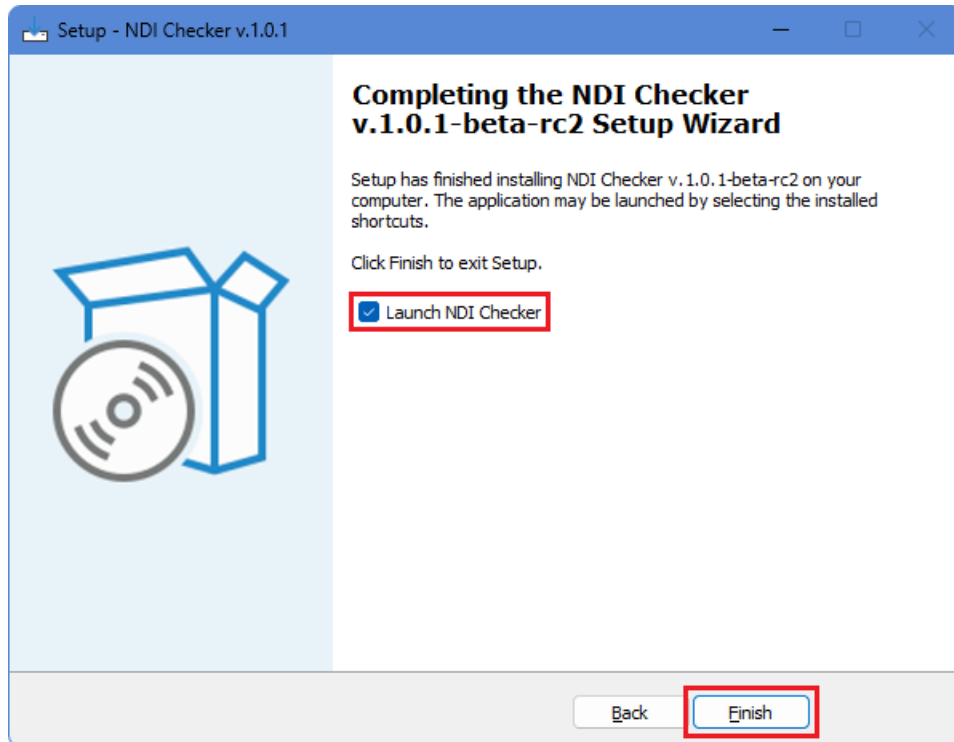 Setup - NDI Checker v.1.0.1
Completing the NDI Checker
v.1.0.1-beta-rc2 Setup Wizard
Setup has finished installing NDI Checker v.1.0.1-beta-rc2 on your
computer. The application may be launched by selecting the installed
shortcuts.
Click Finish to exit Setup.
Launch NDI Checker
Back
Finish